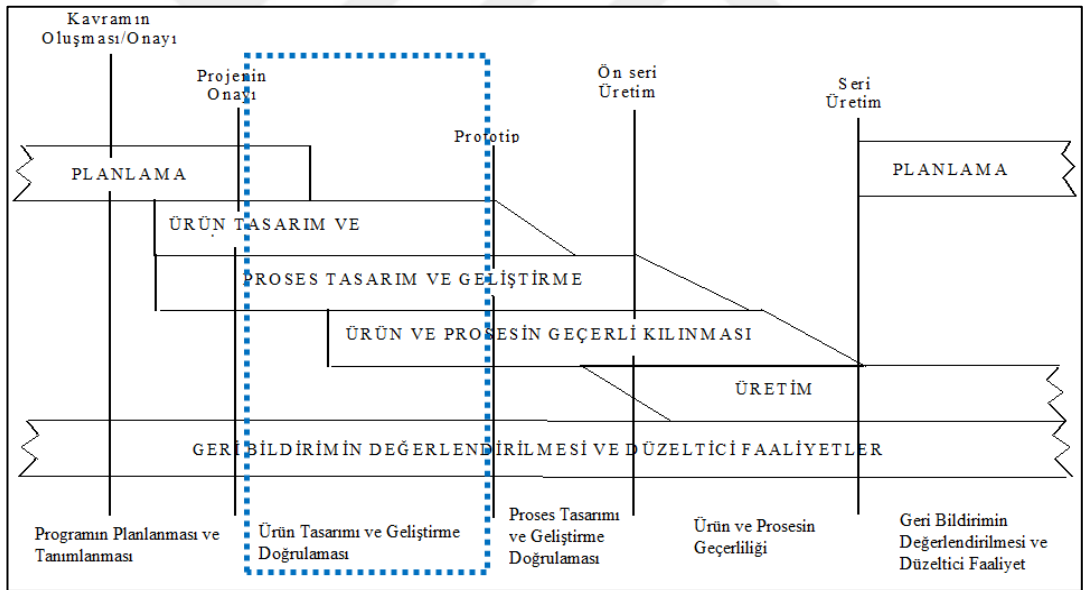 Kavramın
Oluşması/Onayı
Projenin
Onayı
Prototip
Ön seri
Üretim
Seri
Üretim
PLANLAMA
PLANLAMA
ÜRÜN TASARIM VE
PROSES TASARIM VE GELİŞTİRME
ÜRÜN VE PROSESİN GEÇERLİ KILINMASI
ÜRETİM
GERİ BİLDİRİMİN DEĞERLENDİRİLMESİ VE DÜZELTİCİ FAALİYETLER
Programın Planlanması ve
Tanımlanması
Ürün Tasarımı ve Geliştirme
Doğrulaması
Proses Tasarımı
ve Geliştirme
Doğrulaması
Ürün ve Prosesin
Geçerliliği
Geri Bildirimin
Değerlendirilmesi ve
Düzeltici Faaliyet